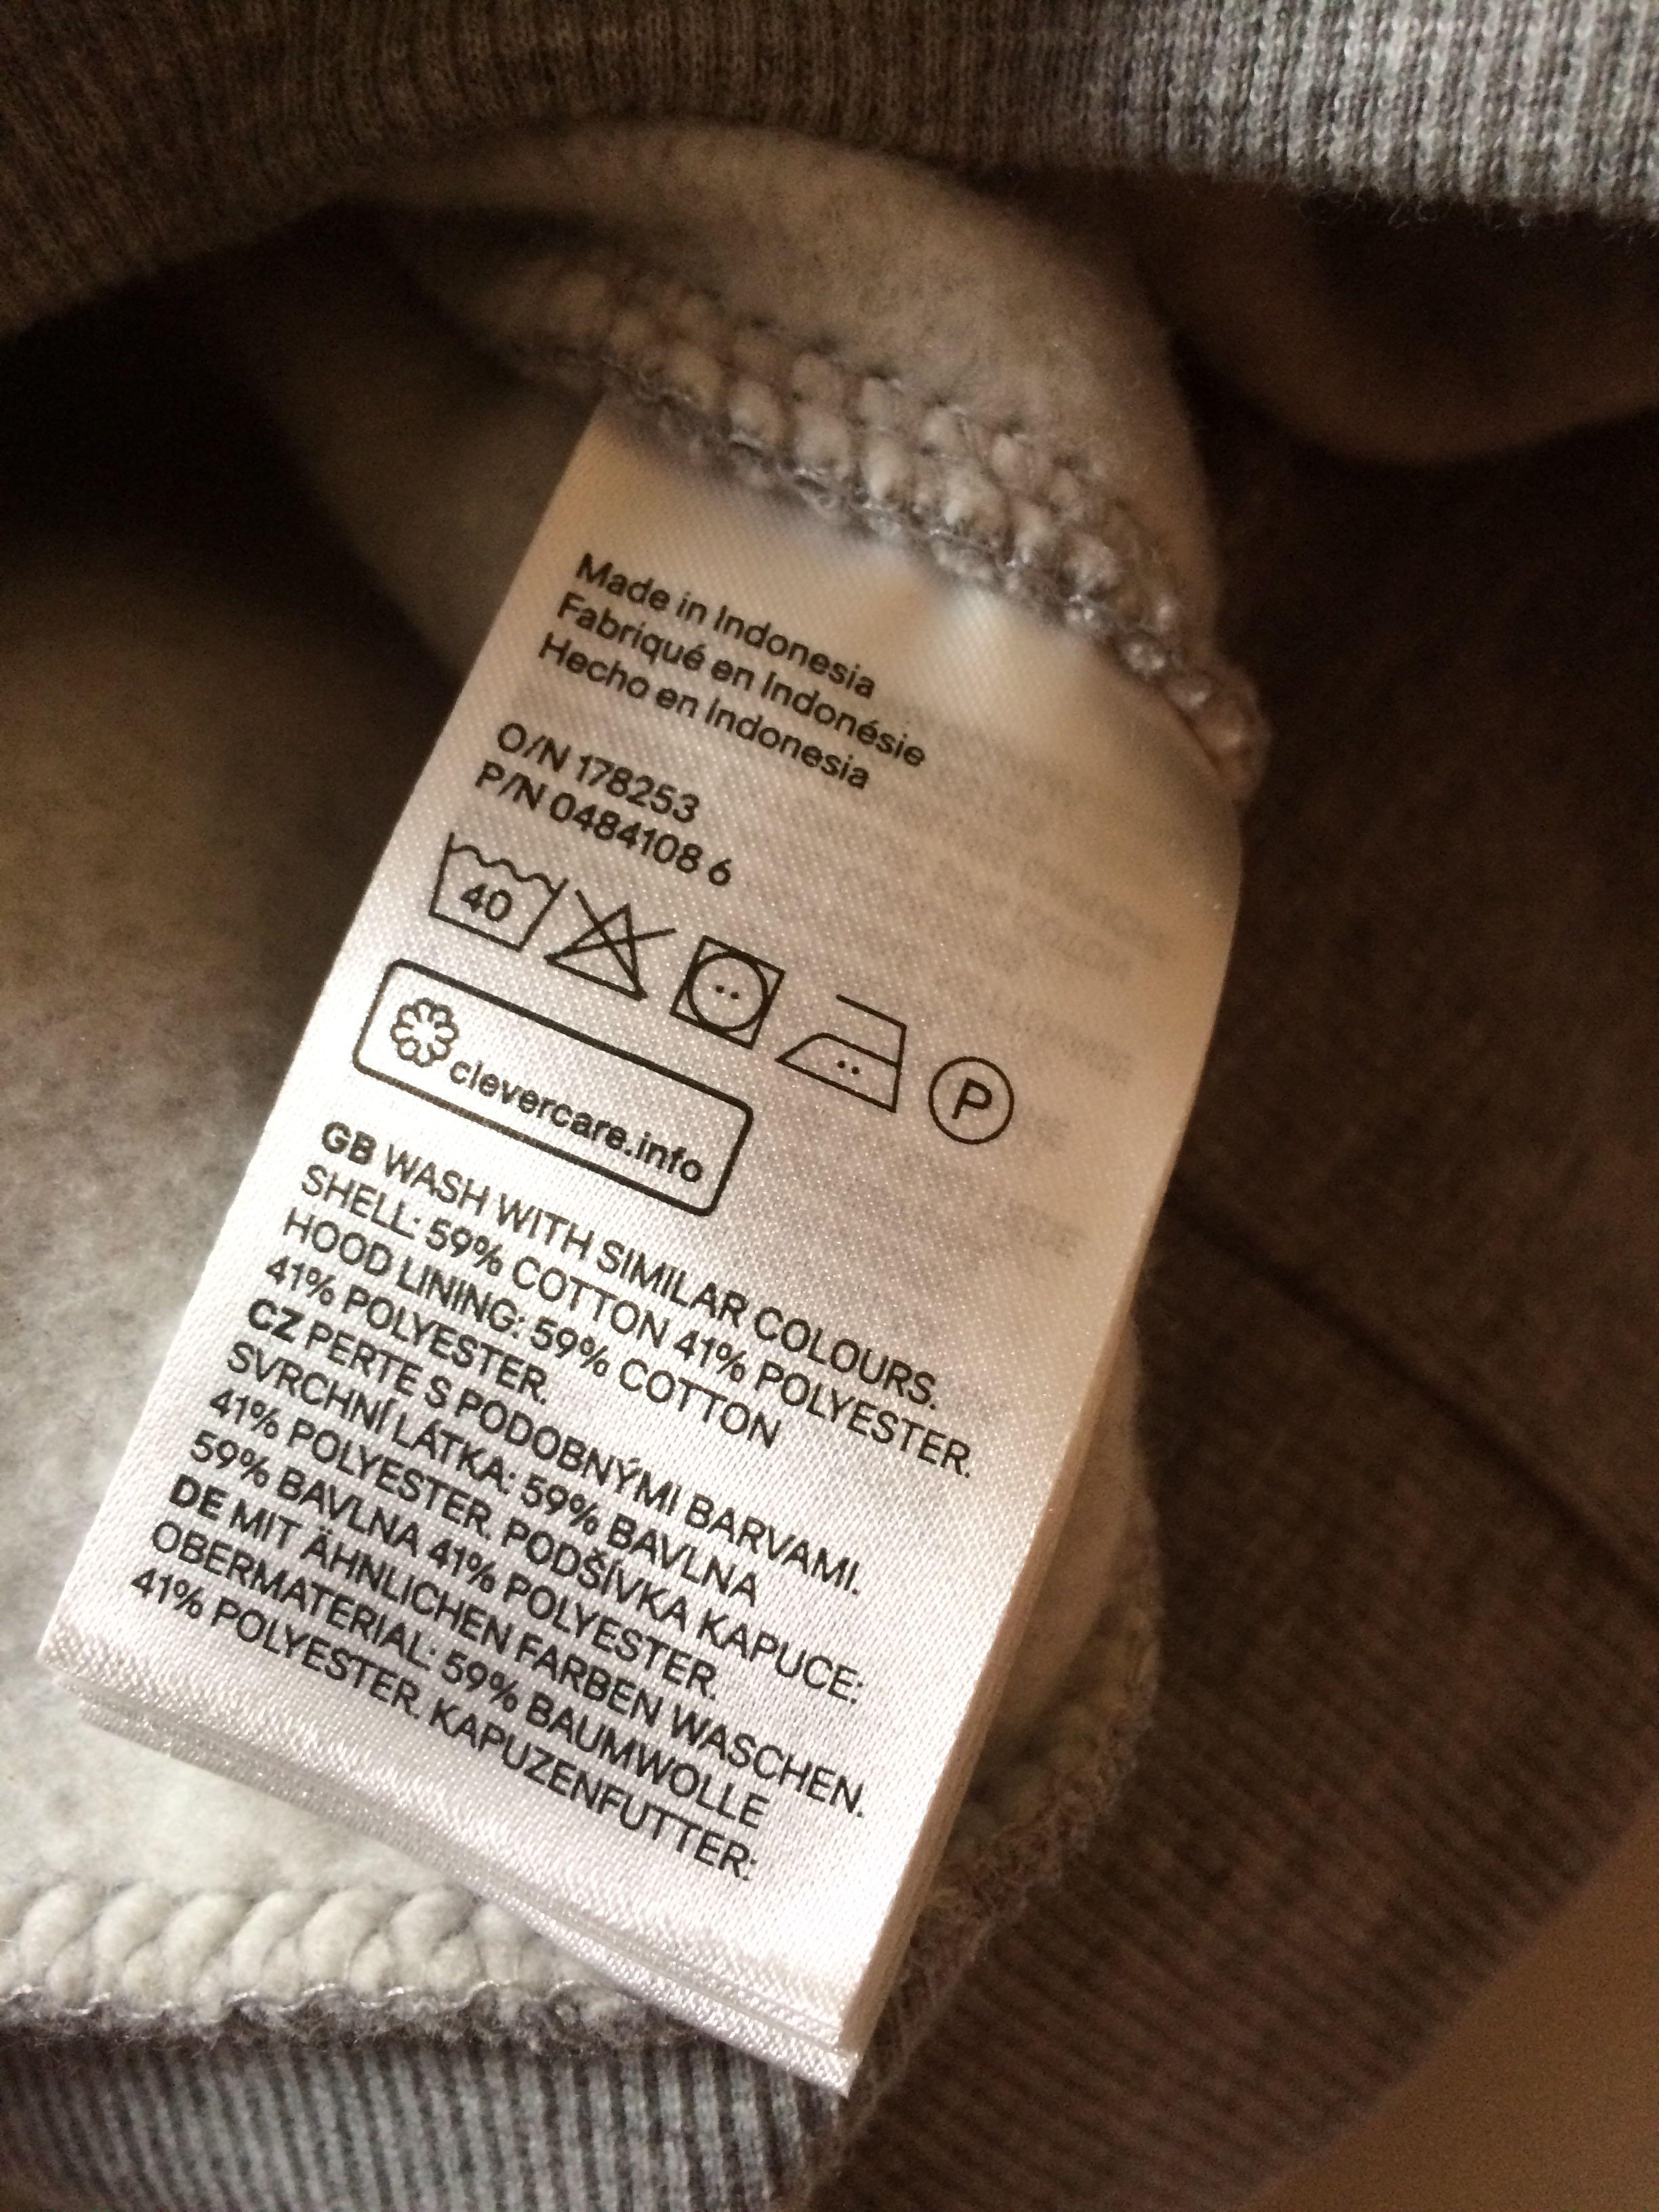 Made in Indonesia
Fabriqué en Indonésie
Hecho en Indonesia
O/N 178253
P/N 0484108 6
40
P
clevercare.info
GB WASH WITH SIMILAR COLOURS.
SHELL: 59% COTTON 41% POLYESTER.
HOOD LINING: 59% COTTON
41% POLYESTER.
CZ PERTE S PODOBNÝMI BARVAMI.
SVRCHNÍ LÁTKA: 59% BAVLNA
41% POLYESTER. PODŠÍVKA KAPUCE:
59% BAVLNA 41% POLYESTER.
DE MIT ÄHNLICHEN FARBEN WASCHEN.
OBERMATERIAL: 59% BAUMWOLLE
41% POLYESTER. KAPUZENFUTTER: